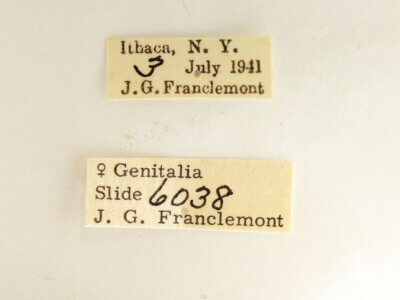 Ithaca, N. Y.
3 July 1941
J.G.Franclemont
♀ Genitalia
Slide 6038
J. G. Franclemont